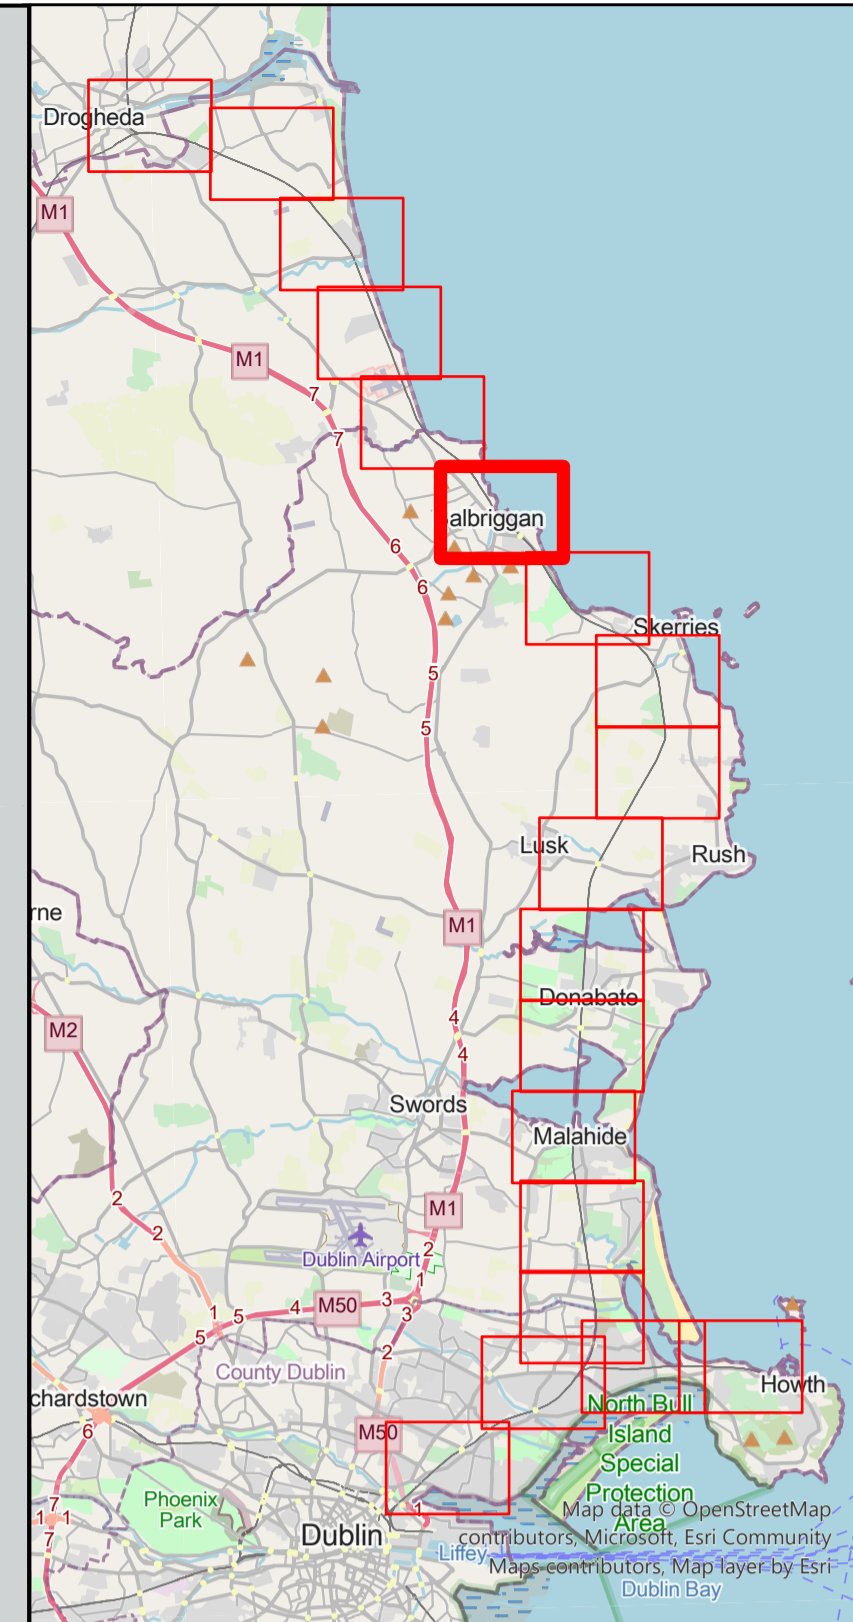 Drogheda
M1
M1
7
7
albriggan
6
6
Skerries
5
5
Lusk
Rush
rne
M1
Donabate
M2
4
4
Swords
Malahide
2
M1
2
2
Dublin Airport
1
M50
3
4
5
1
3
5
2
County Dublin
Howth
chardstown
North Bull
Island
Special
Protection
Area
M50
6
Phoenix
Park
7
1
1
1
7
Dublin
Liffey
Map data © OpenStreetMap
contributors, Microsoft, Esri Community
Maps contributors, Map layer by Esri
Dublin Bay